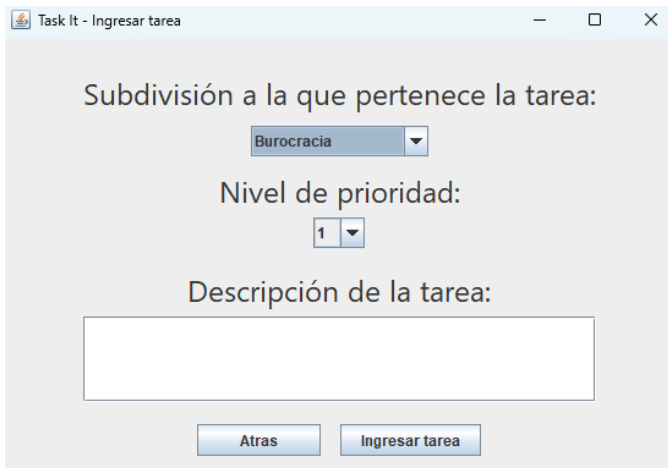 Task It - Ingresar tarea
Subdivisión a la que pertenece la tarea:
Burocracia
Nivel de prioridad:
1
Descripción de la tarea:
Atras Ingresar tarea